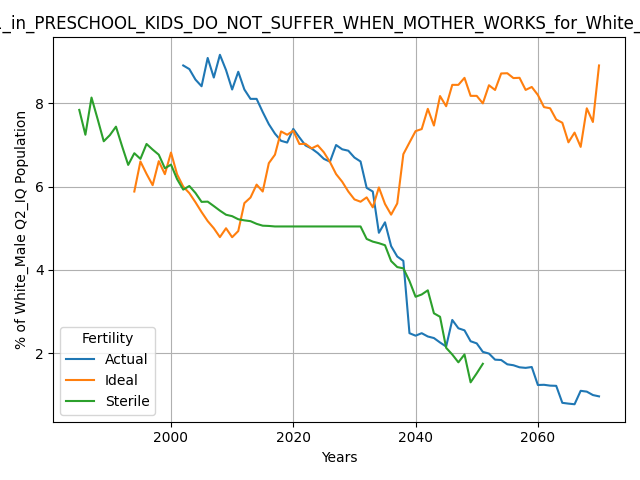 _in_PRESCHOOL_KIDS_DO_NOT_SUFFER_WHEN_MOTHER_WORKS_for_White_
% of White_Male Q2_IQ Population
8
6
4
2
Fertility
Actual
Ideal
Sterile
2000 2020 2040 2060
Years